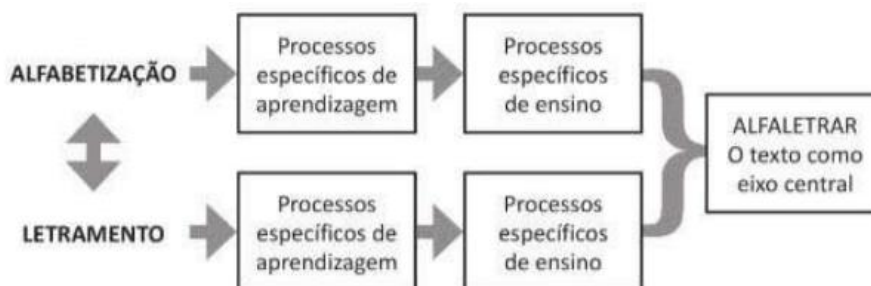 ALFABETIZAÇÃO
Processos
específicos de
aprendizagem
Processos
específicos
de ensino
LETRAMENTO
Processos
específicos de
aprendizagem
Processos
específicos
de ensino
ALFALETRAR
O texto como
eixo central